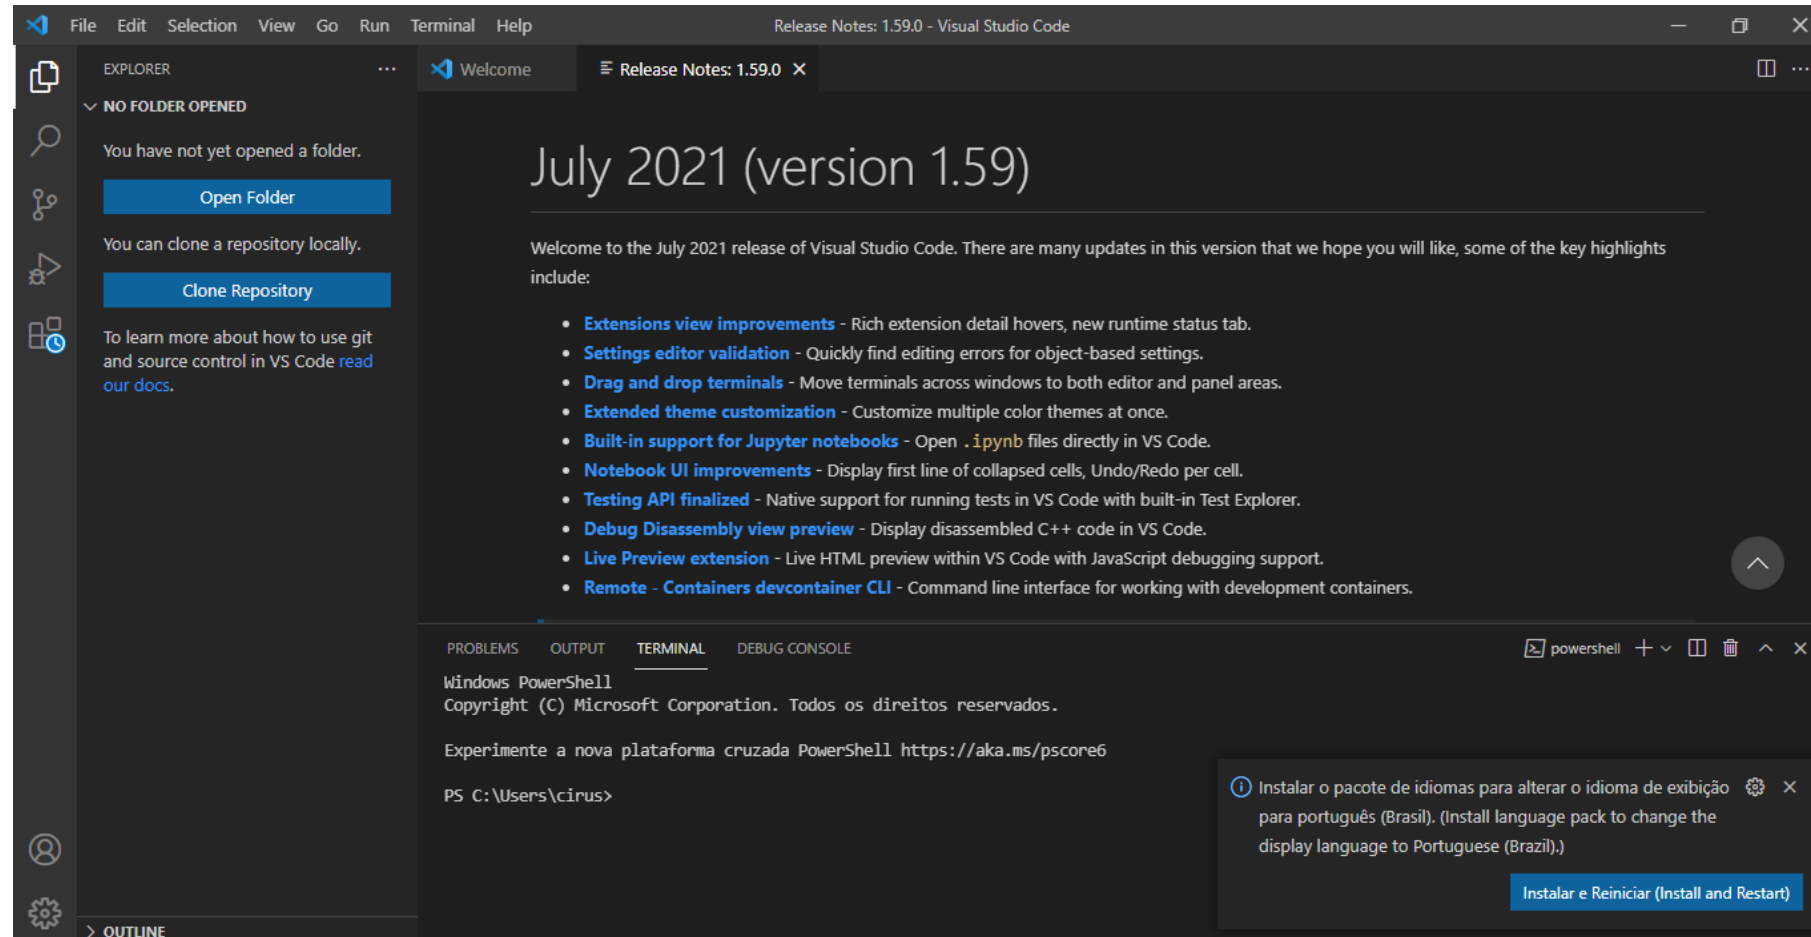 File Edit Selection View Go Run Terminal Help
Release Notes: 1.59.0 - Visual Studio Code
EXPLORER
NO FOLDER OPENED
You have not yet opened a folder.
Open Folder
You can clone a repository locally.
Clone Repository
To learn more about how to use git
and source control in VS Code read
our docs.
OUTLINE
Welcome
Release Notes: 1.59.0
July 2021 (version 1.59)
Welcome to the July 2021 release of Visual Studio Code. There are many updates in this version that we hope you will like, some of the key highlights
include:
• Extensions view improvements - Rich extension detail hovers, new runtime status tab.
• Settings editor validation - Quickly find editing errors for object-based settings.
• Drag and drop terminals - Move terminals across windows to both editor and panel areas.
• Extended theme customization - Customize multiple color themes at once.
• Built-in support for Jupyter notebooks - Open .ipynb files directly in VS Code.
• Notebook UI improvements - Display first line of collapsed cells, Undo/Redo per cell.
• Testing API finalized - Native support for running tests in VS Code with built-in Test Explorer.
• Debug Disassembly view preview - Display disassembled C++ code in VS Code.
• Live Preview extension - Live HTML preview within VS Code with JavaScript debugging support.
• Remote - Containers devcontainer CLI - Command line interface for working with development containers.
PROBLEMS OUTPUT TERMINAL DEBUG CONSOLE
powershell
Windows PowerShell
Copyright (C) Microsoft Corporation. Todos os direitos reservados.
Experimente a nova plataforma cruzada PowerShell https://aka.ms/pscore6
PS C:\Users\cirus>
Instalar o pacote de idiomas para alterar o idioma de exibição
para português (Brasil). (Install language pack to change the
display language to Portuguese (Brazil).)
Instalar e Reiniciar (Install and Restart)